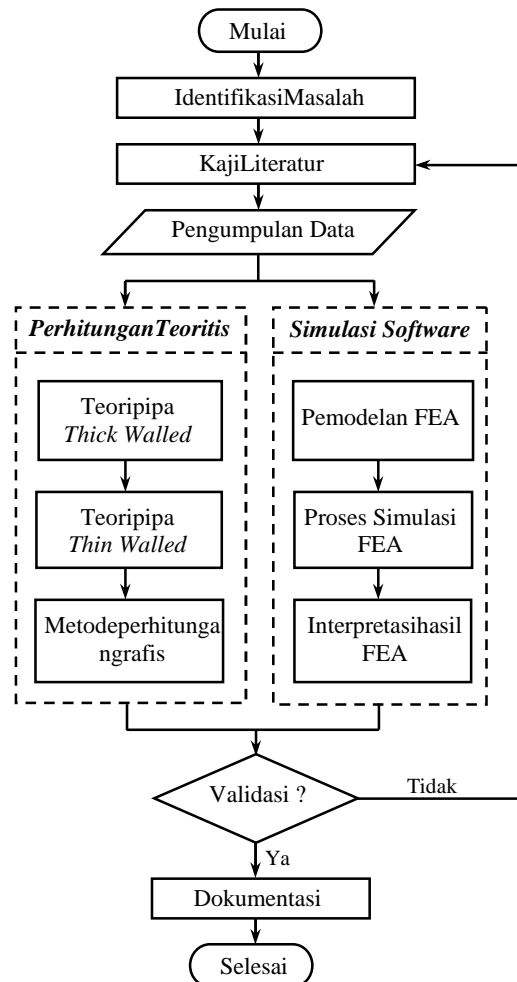 Mulai
IdentifikasiMasalah
KajiLiteratur
Pengumpulan Data
PerhitunganTeoritis
Teoripipa
Thick Walled
Teoripipa
Thin Walled
Metodeperhitunga
ngrafis
Simulasi Software
Pemodelan FEA
Proses Simulasi
FEA
Interpretasihasil
FEA
Validasi ?
Tidak
Ya
Dokumentasi
Selesai